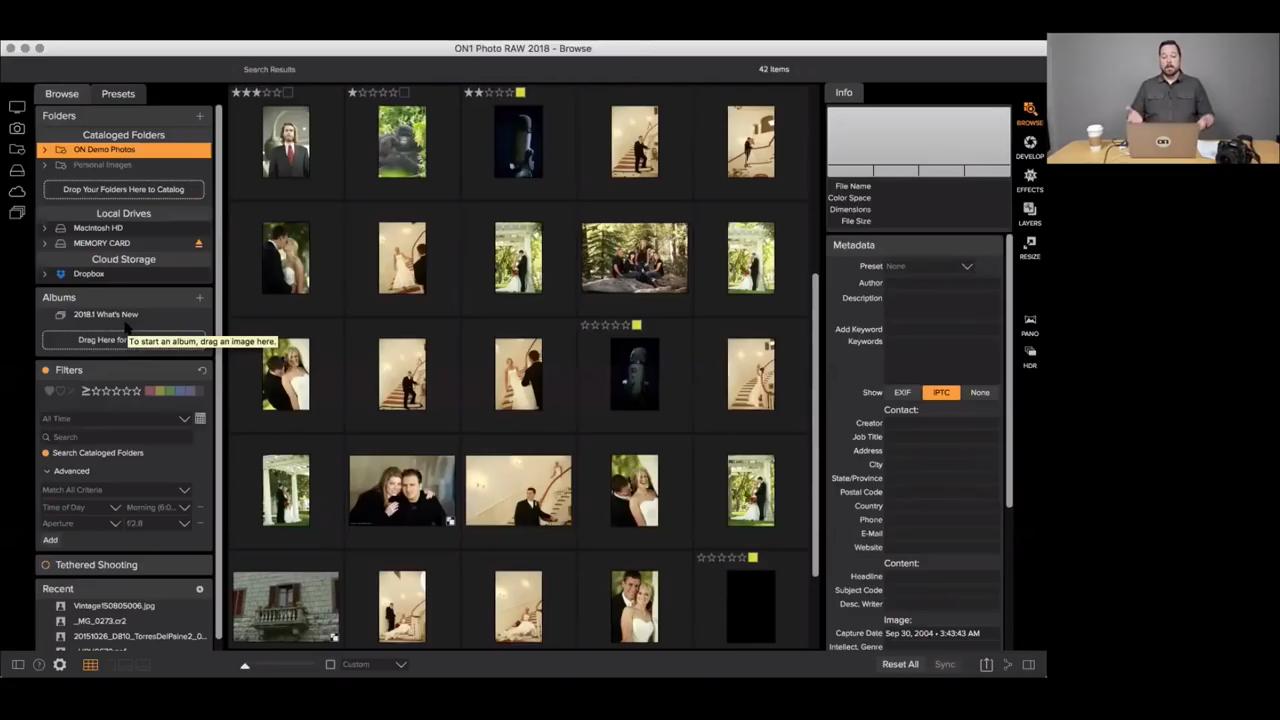 ON1 Photo RAW 2018 - Browse
Search Results
42 Items
Browse
Presets
Folders
Cataloged Folders
ON Demo Photos
Personal Images
Drop Your Folders Here to Catalog
Local Drives
Macintosh HD
MEMORY CARD
Cloud Storage
Dropbox
Albums
2018.1 What's New
Drag Here for
To start an album, drag an image here.
Filters
All Time
Search
Search Cataloged Folders
Advanced
Match All Criteria
Time of Day Morning (6:0...
Aperture f/2.8
Add
Tethered Shooting
Recent
Vintage150805006.jpg
_MG_0273.cr2
20151026_D810_TorresDelPaine2_0...
Custom
Info
File Name
Color Space
Dimensions
File Size
Metadata
Preset None
Author
Description
Add Keyword
Keywords
Show EXIF IPTC None
Contact:
Creator
Job Title
Address
City
State/Province
Postal Code
Country
Phone
E-Mail
Website
Content:
Headline
Subject Code
Desc. Writer
Image:
Capture Date Sep 30, 2004 • 3:43:43 AM
Intellect. Genre
Reset All
Sync
BROWSE
DEVELOP
EFFECTS
LAYERS
RESIZE
PANO
HDR
ON